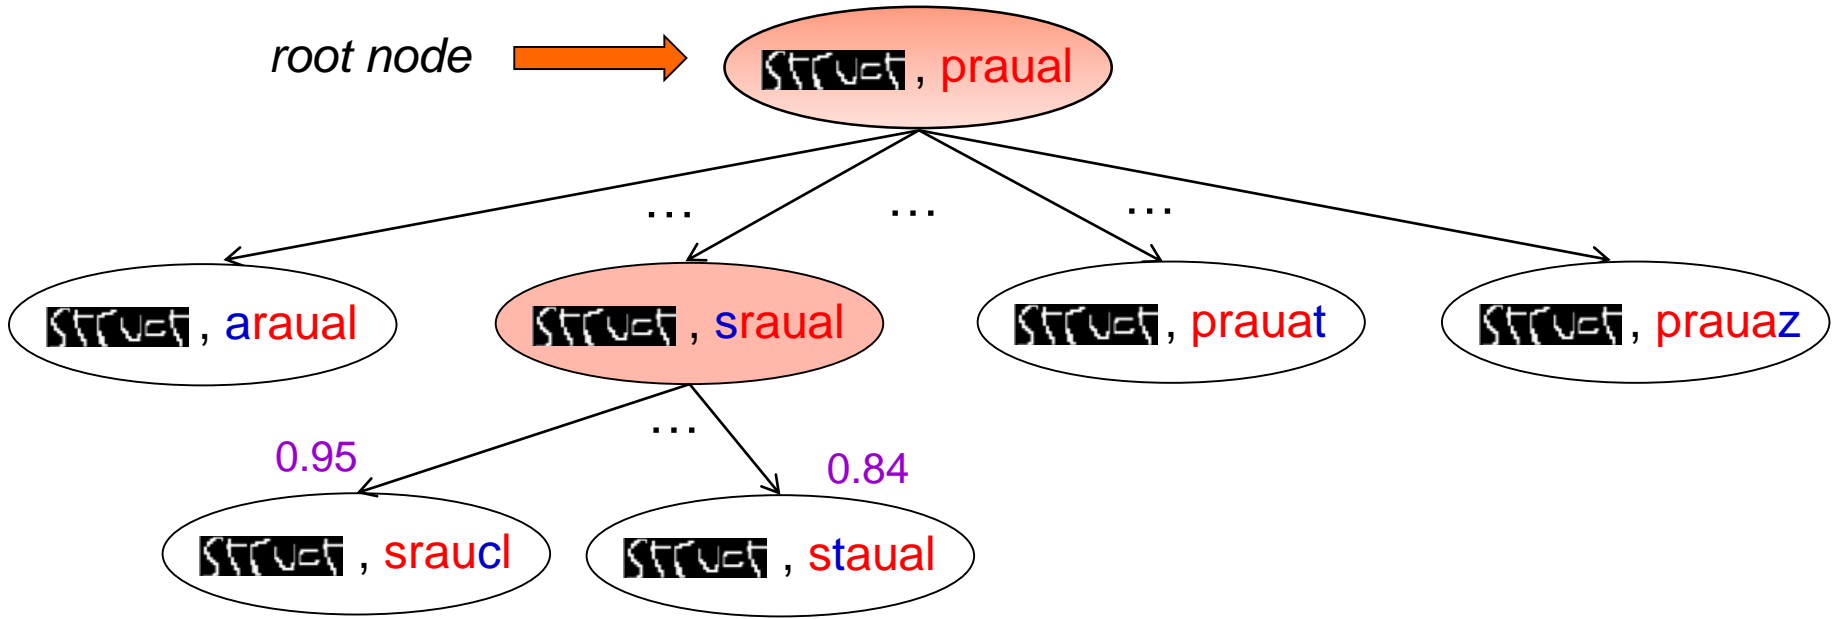 root node
Struct , praual
… … …
Struct , araual
Struct , sraual
Struct , prauat
Struct , prauaz
…
0.95
0.84
Struct , sraucl
Struct , staual